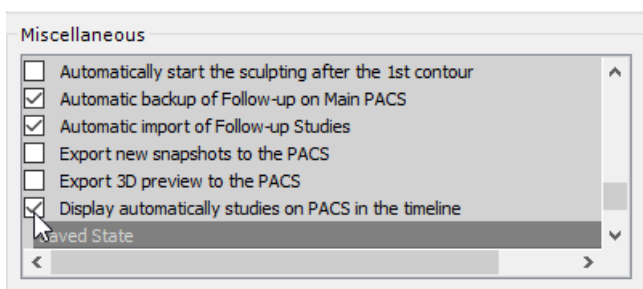 Miscellaneous
Automatically start the sculpting after the 1st contour
Automatic backup of Follow-up on Main PACS
Automatic import of Follow-up Studies
Export new snapshots to the PACS
Export 3D preview to the PACS
Display automatically studies on PACS in the timeline
Saved State